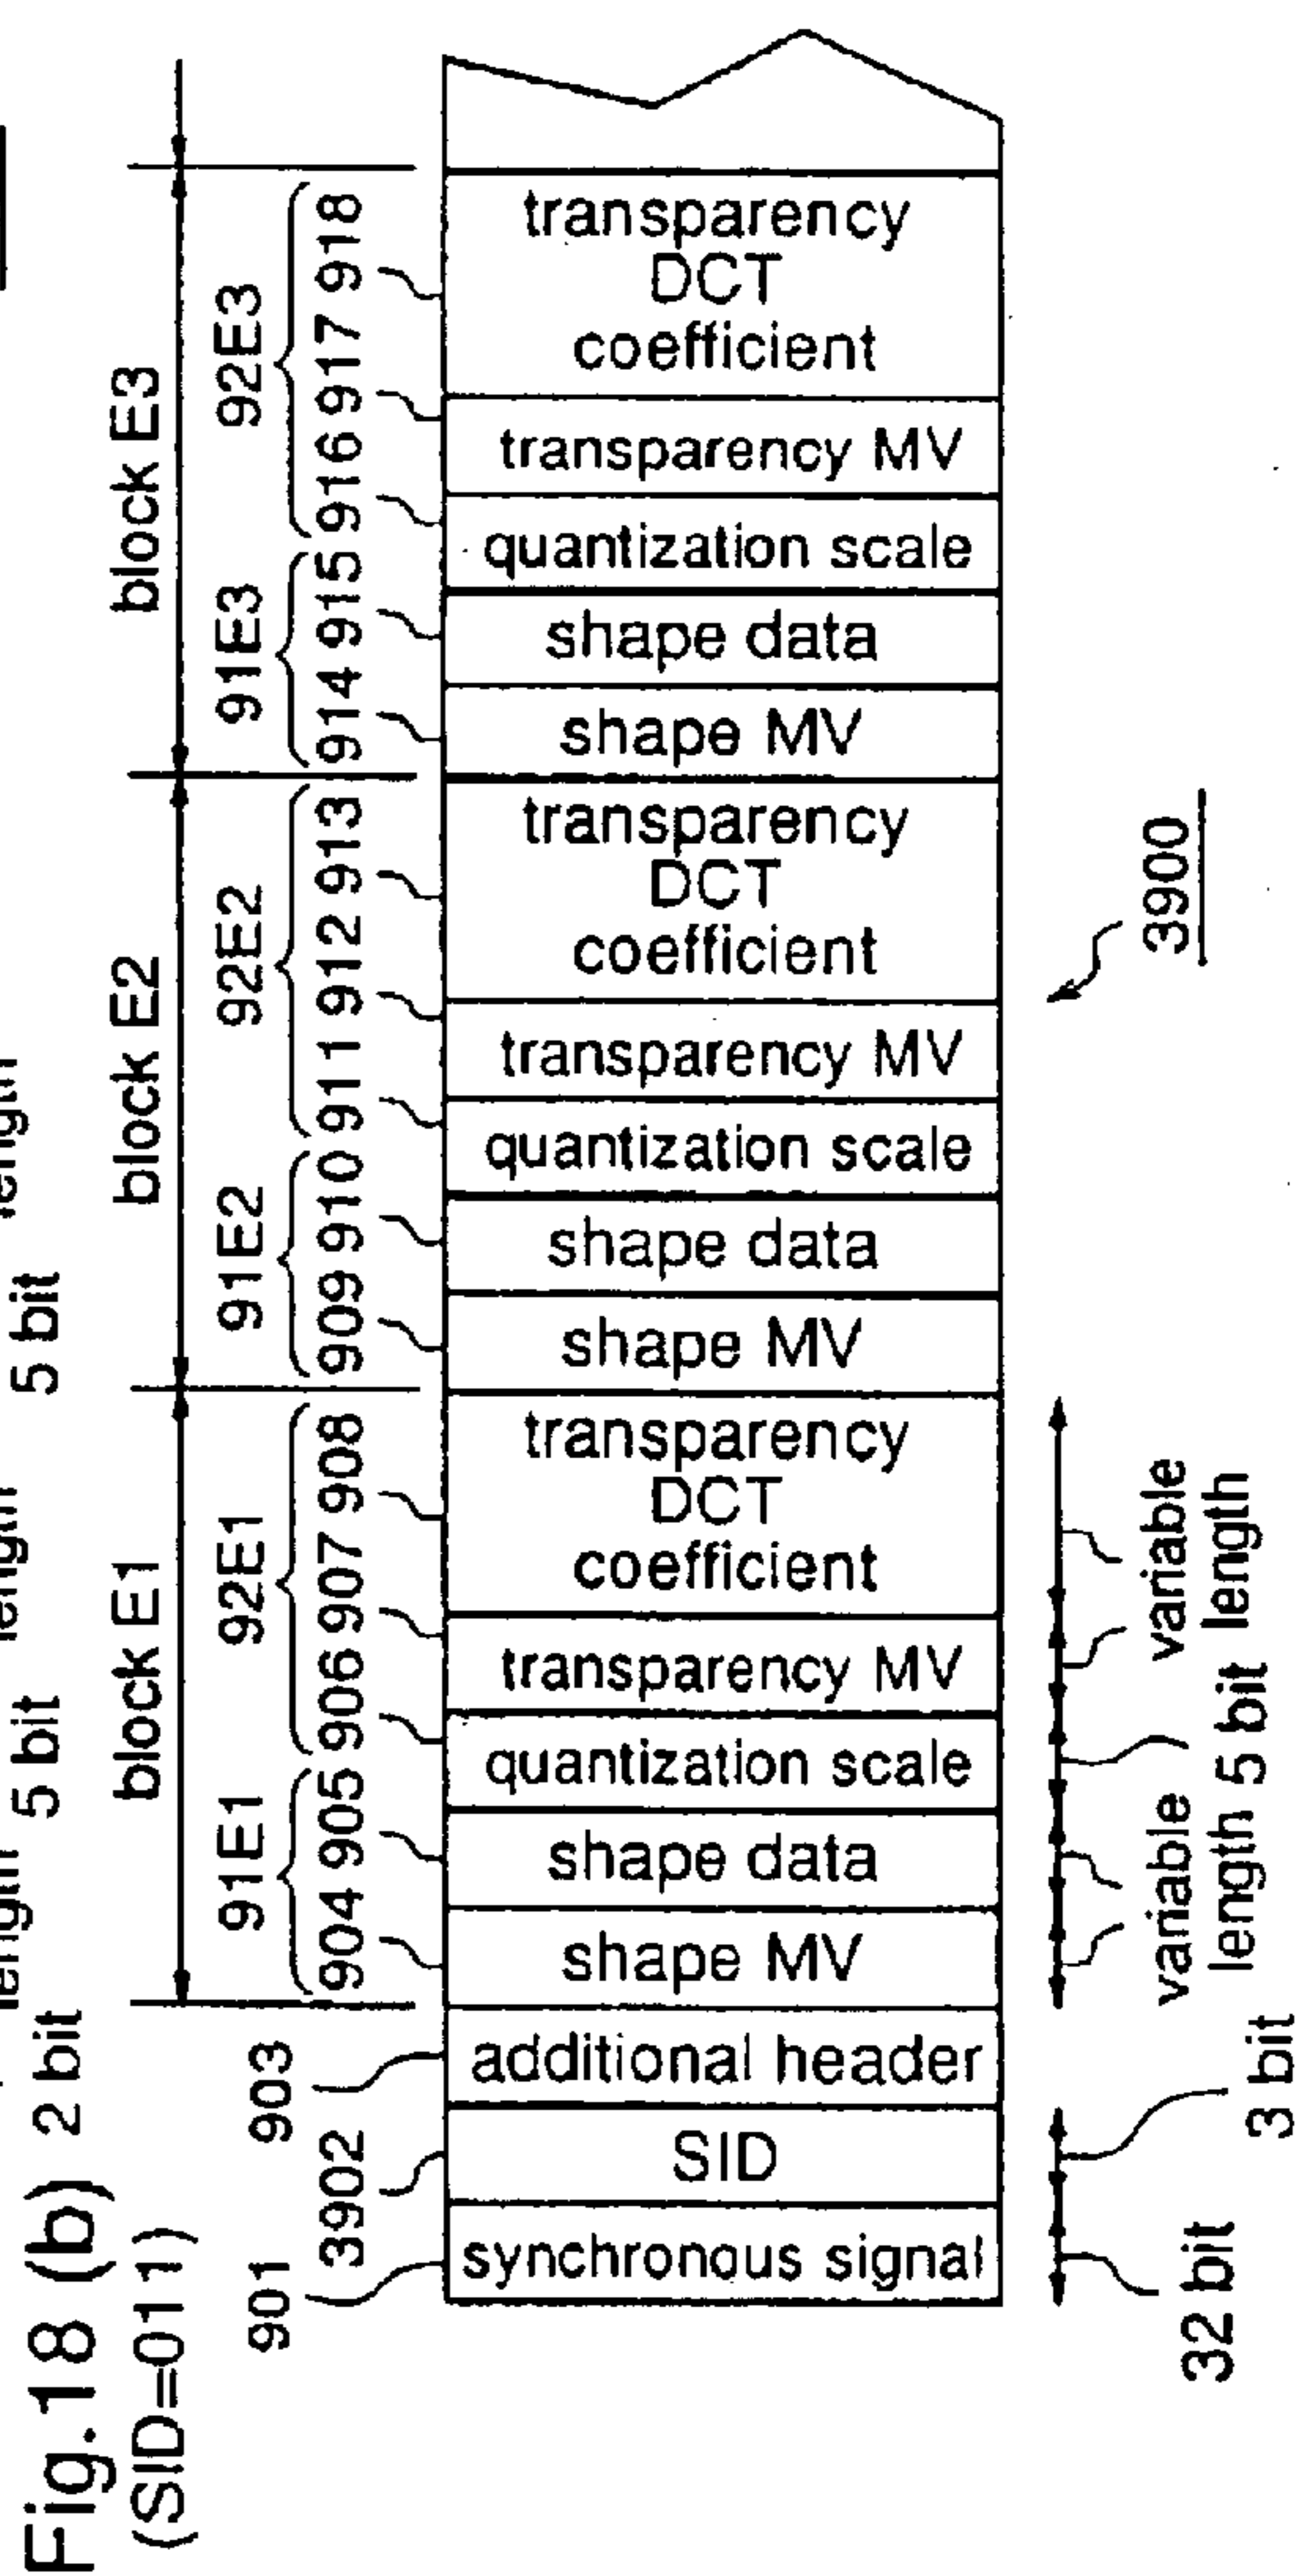 length
5 bit
length
5 bit
length
2 bit
Fig.18 (b)
(SID=011)
block E1
block E2
block E3
91E1
92E1
91E2
92E2
91E3
92E3
901
3902
903
904 905 906 907 908
909 910 911 912 913
914 915 916 917 918
synchronous signal
SID
additional header
shape MV
shape data
quantization scale
transparency MV
transparency
DCT
coefficient
shape MV
shape data
quantization scale
transparency MV
transparency
DCT
coefficient
shape MV
shape data
quantization scale
transparency MV
transparency
DCT
coefficient
32 bit
3 bit
variable
length
5 bit
variable
length
3900